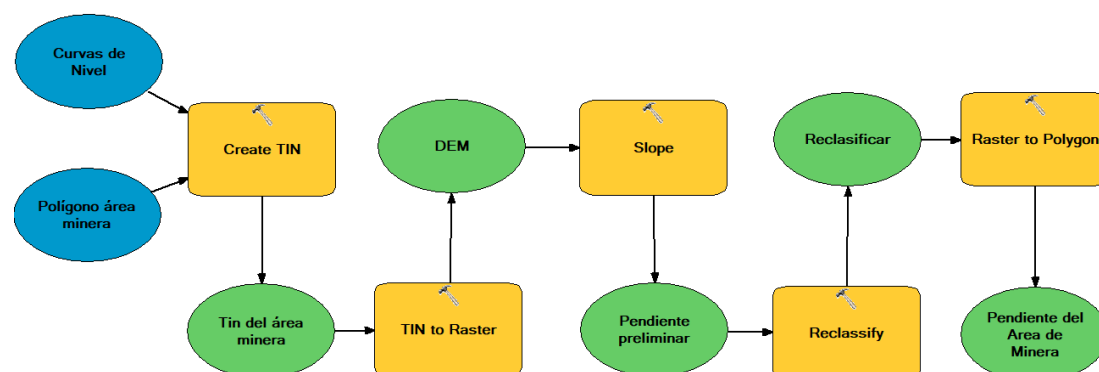 Curvas de
Nivel
Create TIN
Polígono área
minera
Tin del área
minera
TIN to Raster
DEM
Slope
Pendiente
preliminar
Reclassify
Reclasificar
Raster to Polygon
Pendiente del
Area de
Minera